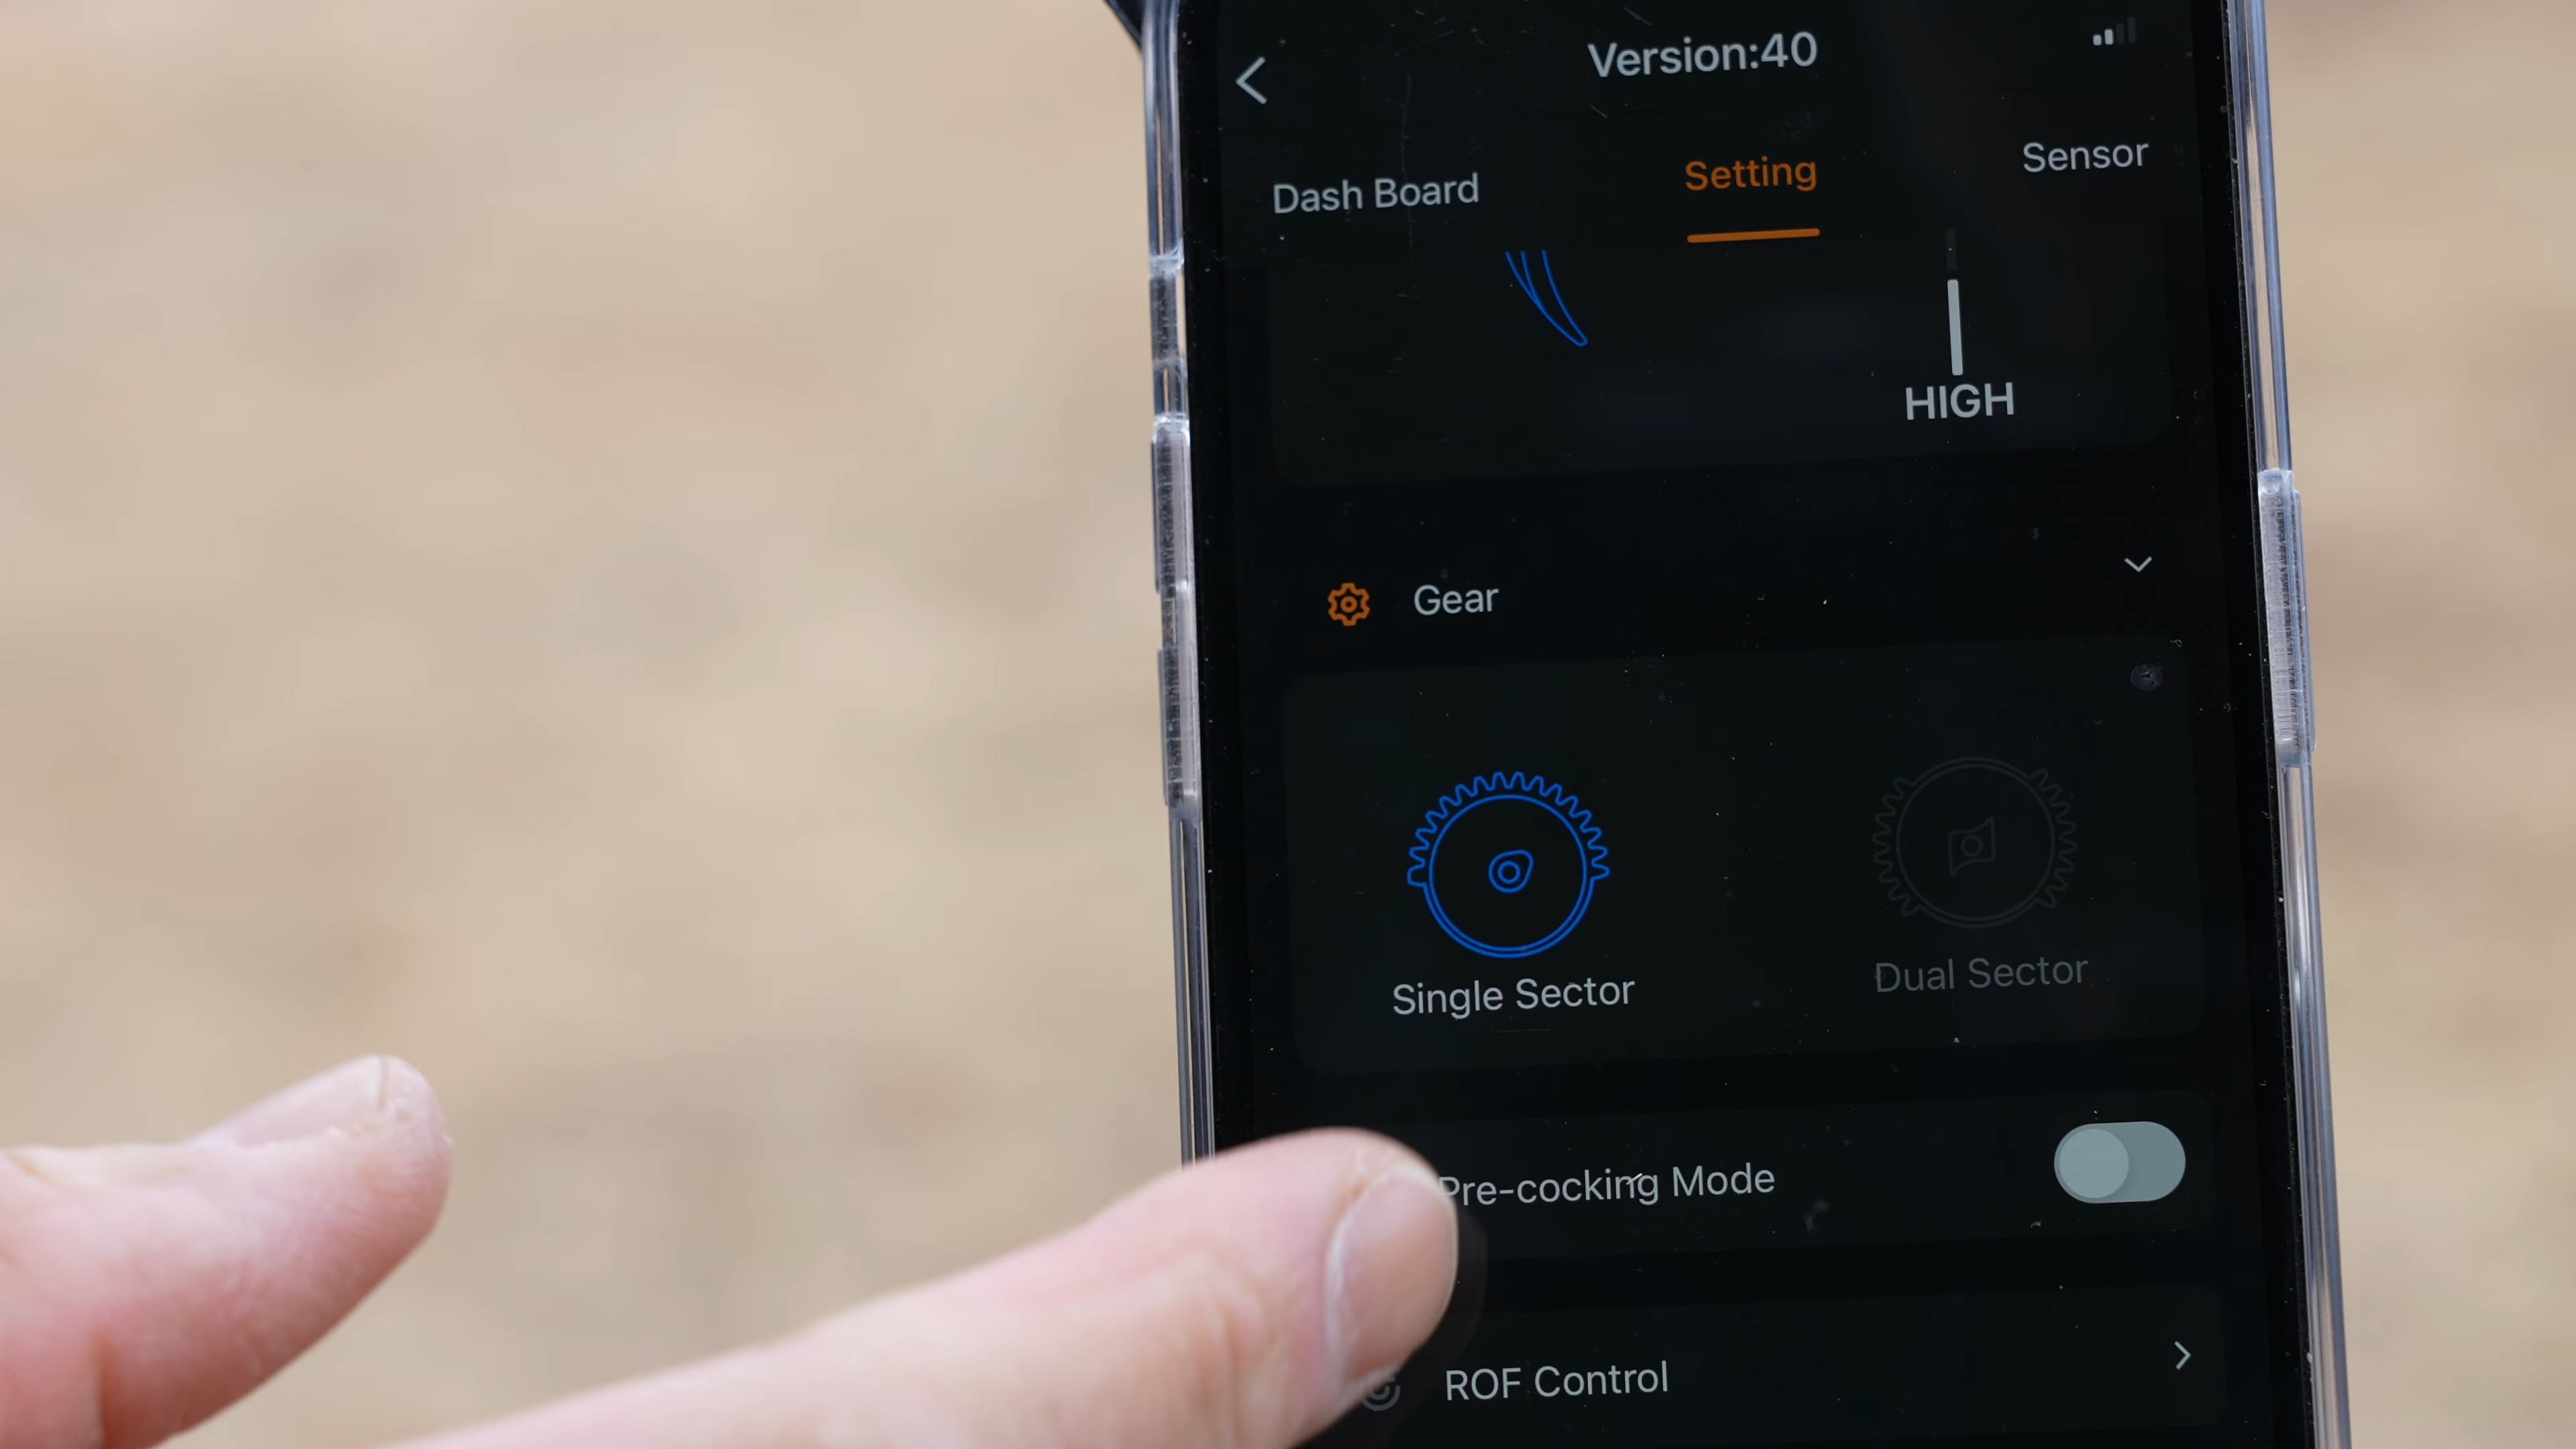 Version:40
Dash Board
Setting
Sensor
HIGH
Gear
Single Sector
Dual Sector
Pre-cocking Mode
ROF Control